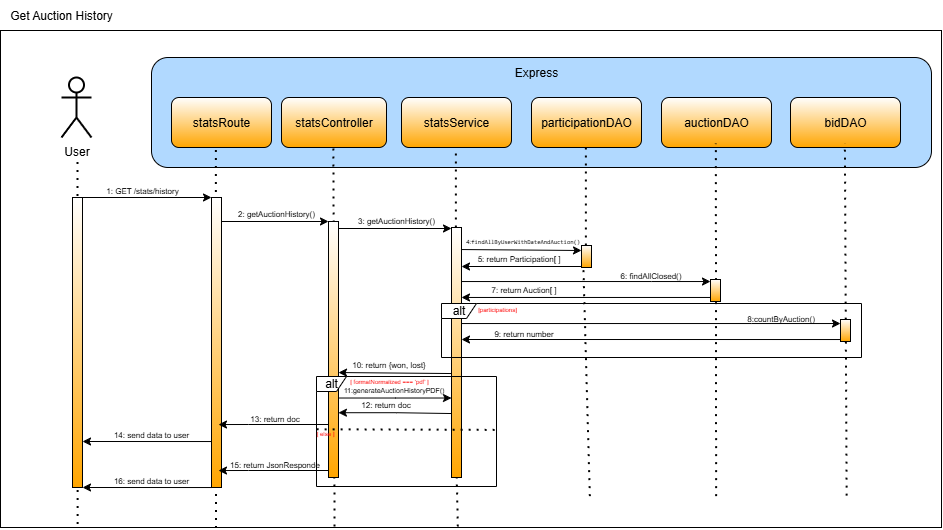 Get Auction History
Express
statsRoute
statsController
statsService
participationDAO
auctionDAO
bidDAO
User
1: GET /stats/history
2: getAuctionHistory()
3: getAuctionHistory()
4:findAllByUserWithDateAndAuction()
5: return Participation[ ]
6: findAllClosed()
7: return Auction[ ]
alt
[participations]
8:countByAuction()
9: return number
10: return {won, lost}
alt
[ formatNormalized === 'pdf' ]
11:generateAuctionHistoryPDF()
12: return doc
13: return doc
14: send data to user
15: return JsonResponde
16: send data to user